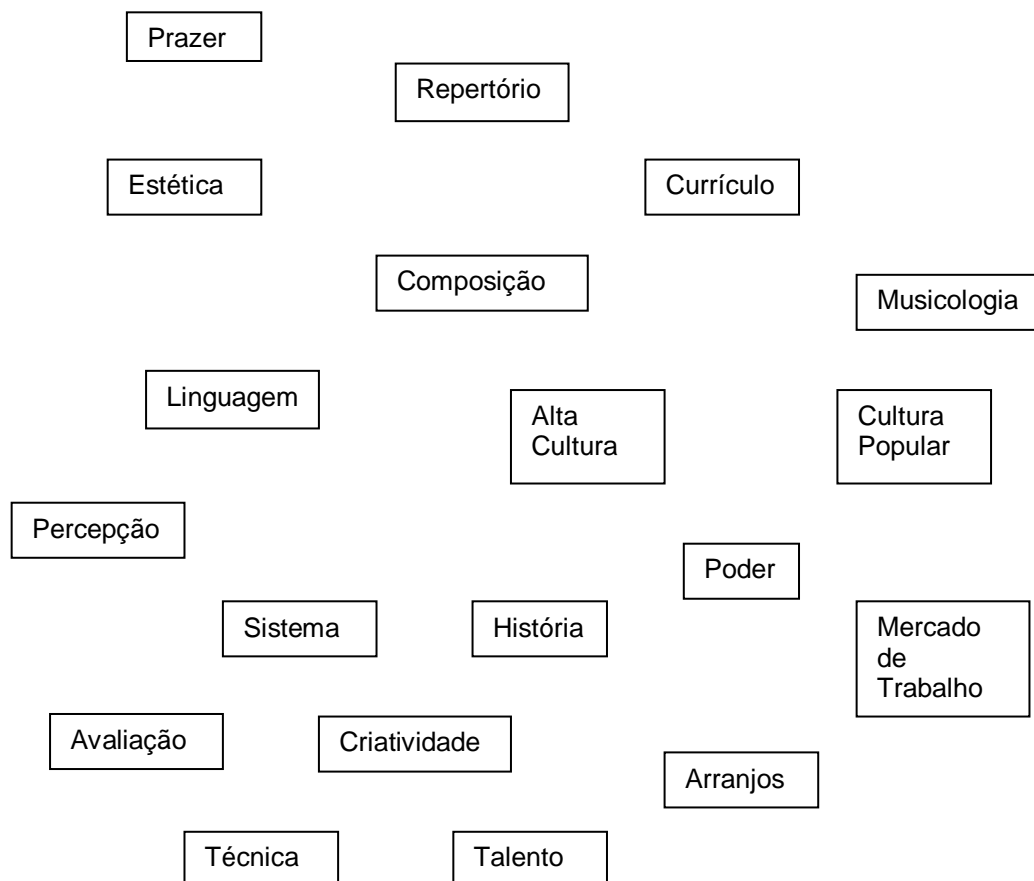 Prazer
Repertório
Estética
Currículo
Composição
Musicologia
Linguagem
Alta
Cultura
Cultura
Popular
Percepção
Poder
Sistema
História
Mercado
de
Trabalho
Avaliação
Criatividade
Arranjos
Técnica
Talento